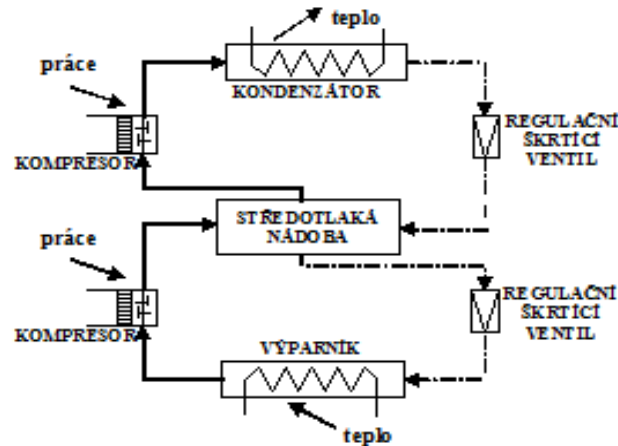 teplo
práce
KONDENZÁTOR
REGULAČNÍ
ŠKRTÍCÍ
VENTIL
KOMPRESOR
STŘEDOTLAKÁ
NÁDOBA
práce
REGULAČNÍ
ŠKRTÍCÍ
VENTIL
KOMPRESOR
VÝPARNÍK
teplo